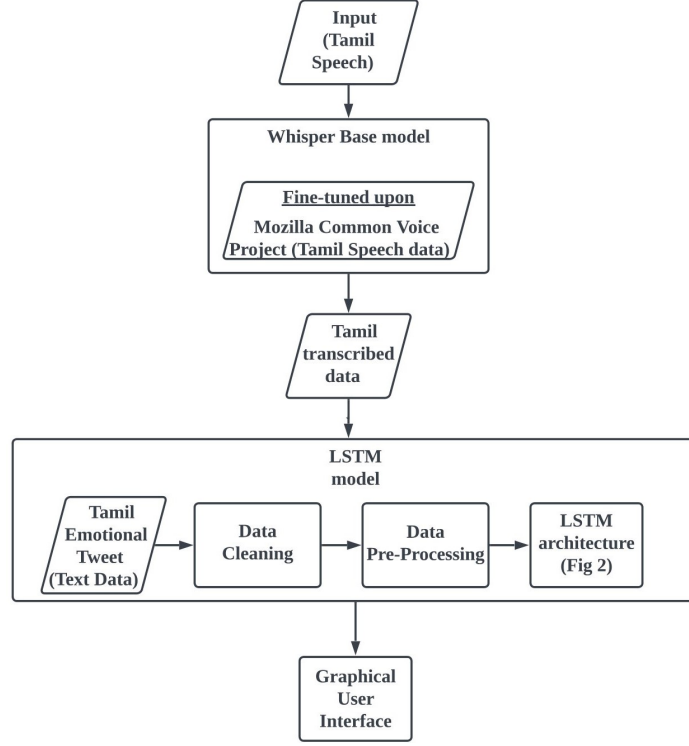 Input
(Tamil
Speech)
Whisper Base model
Fine-tuned upon
Mozilla Common Voice
Project (Tamil Speech data)
Tamil
transcribed
data
LSTM
model
Tamil
Emotional
Tweet
(Text Data)
Data
Cleaning
Data
Pre-Processing
LSTM
architecture
(Fig 2)
Graphical
User
Interface